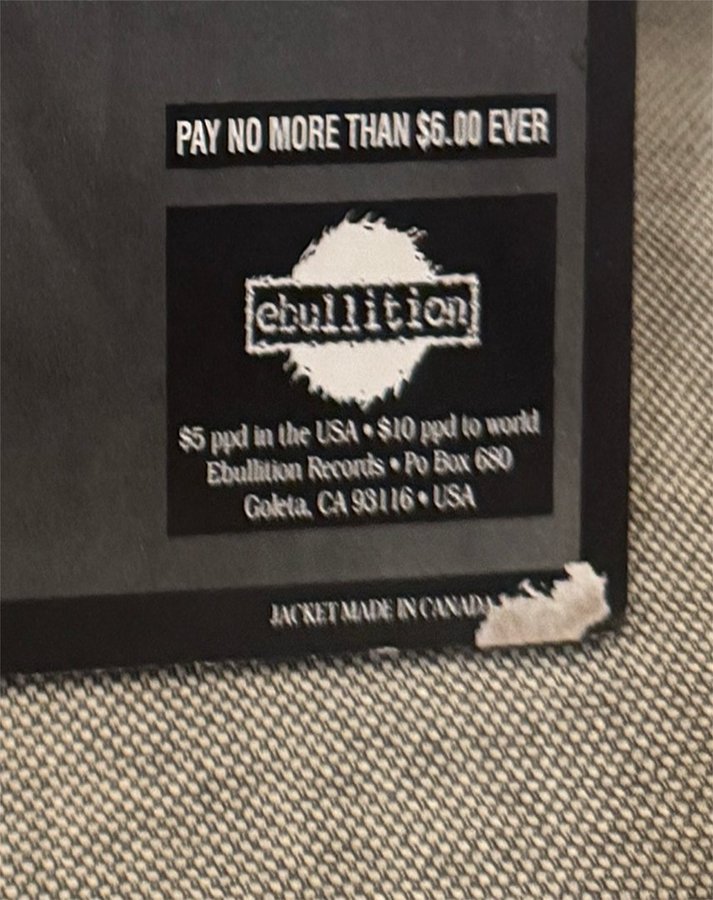 PAY NO MORE THAN $6.00 EVER
ebullition
$5 ppd in the USA • $10 ppd to world
Ebullition Records • Po Box 680
Goleta, CA 93116 • USA
JACKET MADE IN CANADA